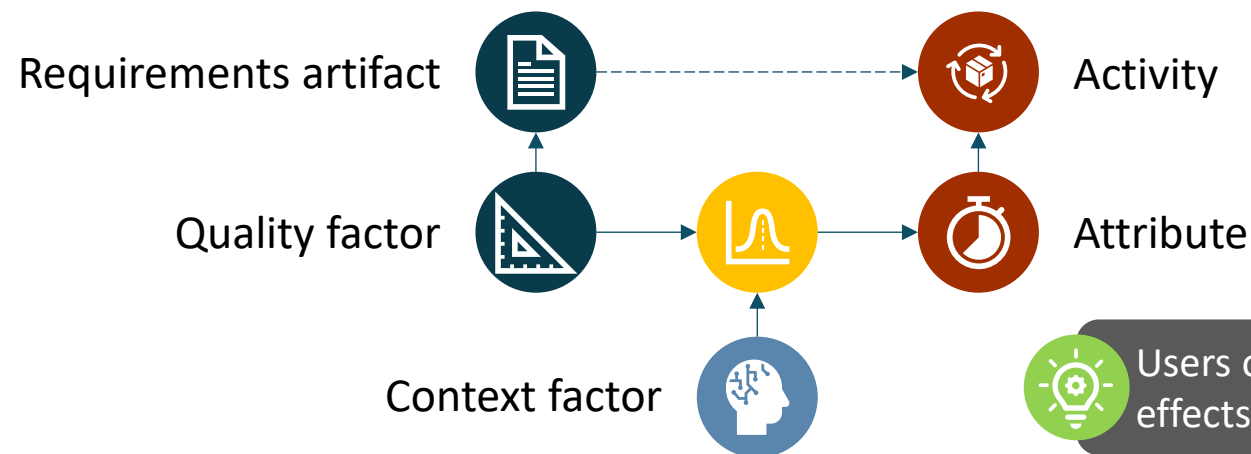 Requirements artifact
Activity
Quality factor
Attribute
Context factor
Users
effects